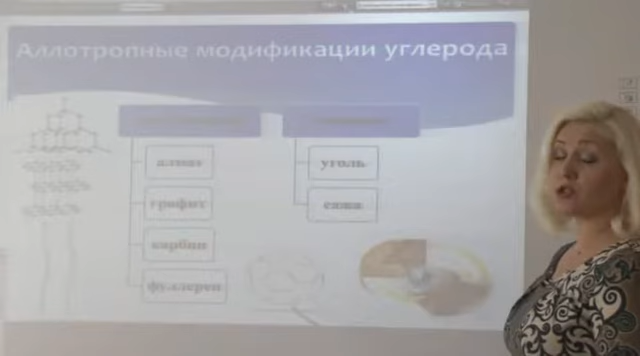 Аллотропные модификации углерода
алмаз
графит
карбин
фуллерен
уголь
сажа